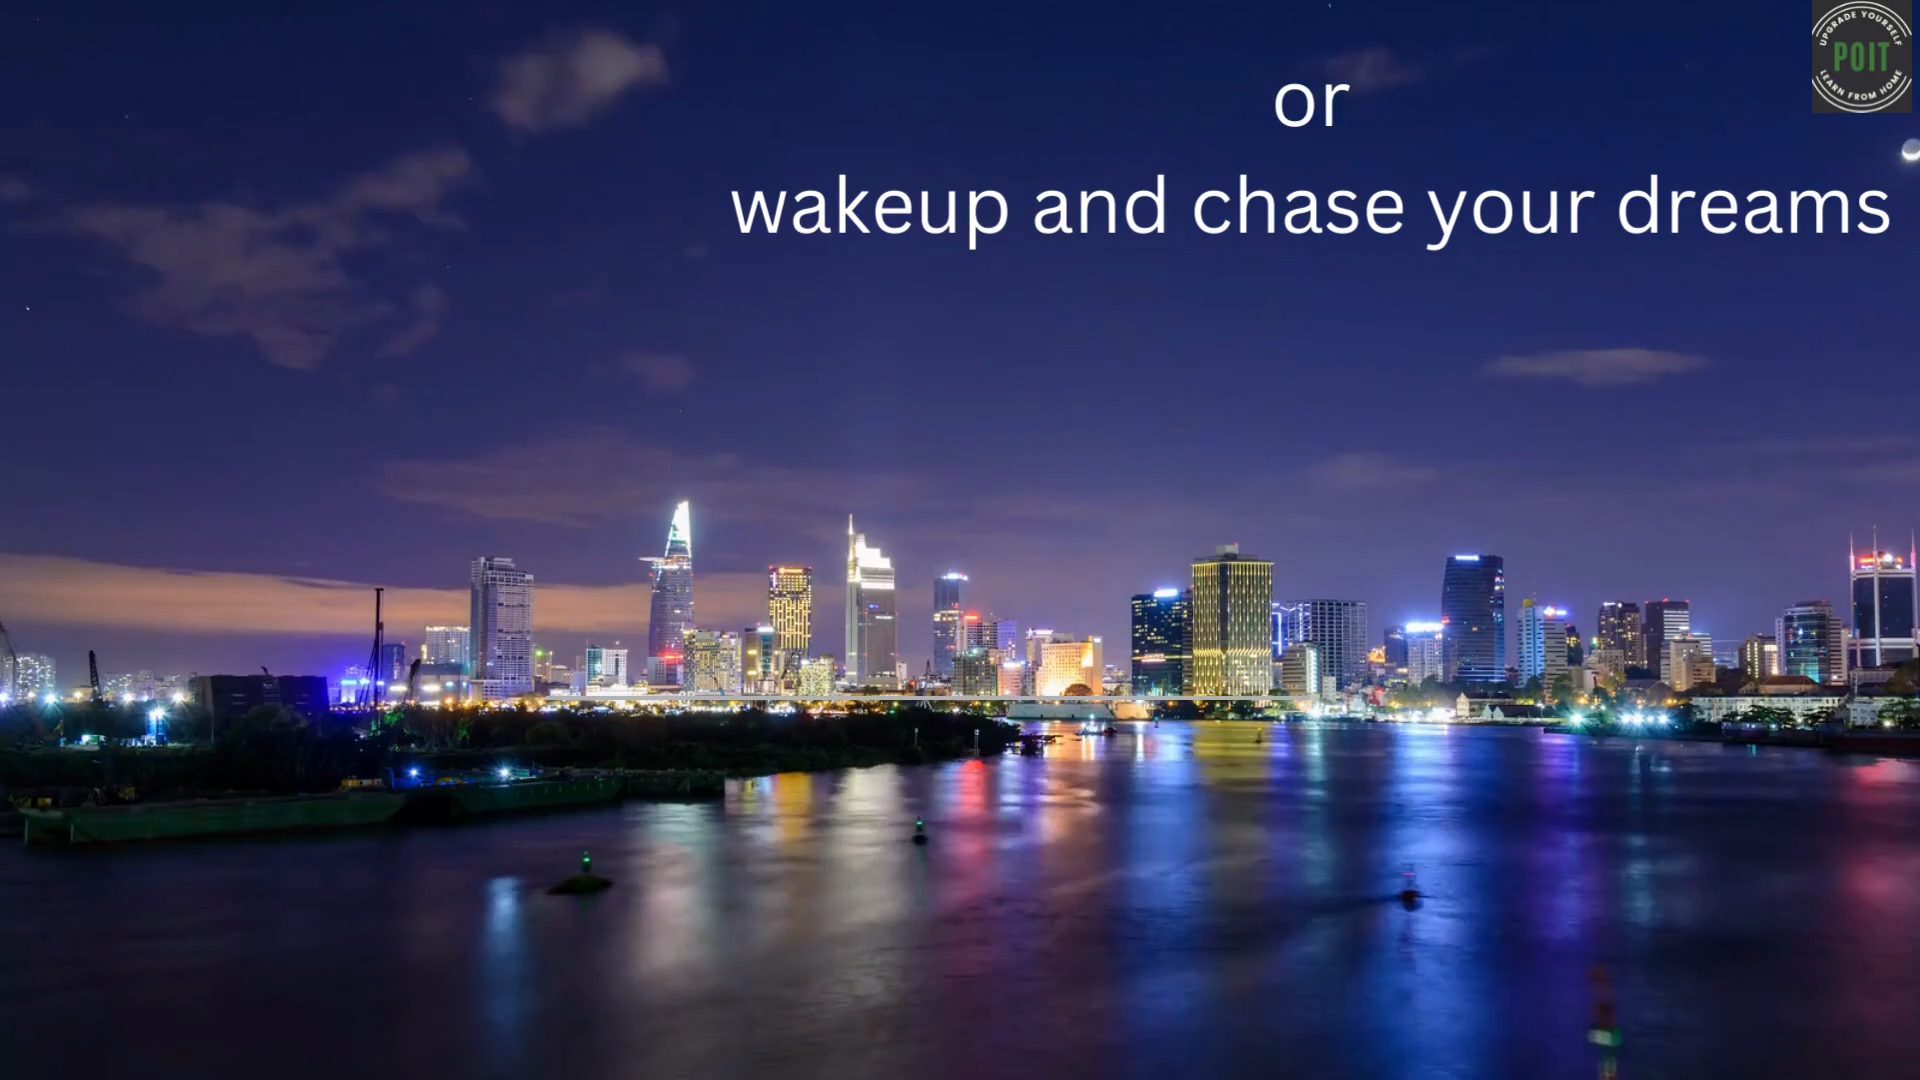 UPGRADE YOURSELF
POIT
LEARN FROM HOME
or
wakeup and chase your dreams